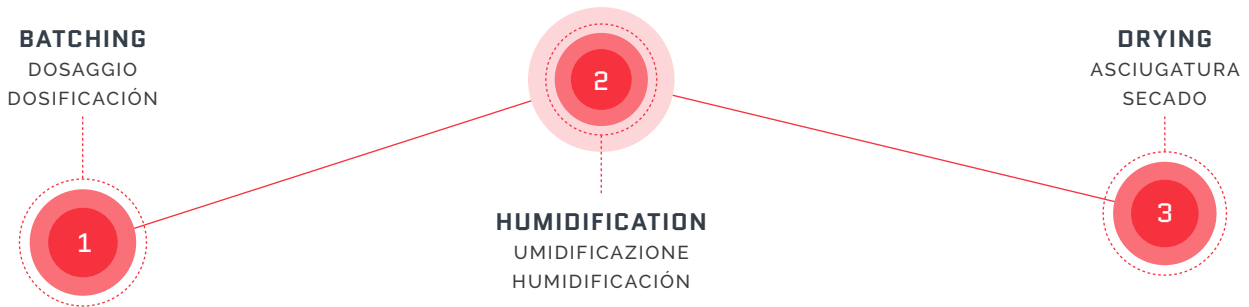 BATCHING
DOSAGGIO
DOSIFICACIÓN
1
2
HUMIDIFICATION
UMIDIFICAZIONE
HUMIDIFICACIÓN
DRYING
ASCIUGATURA
SECADO
3